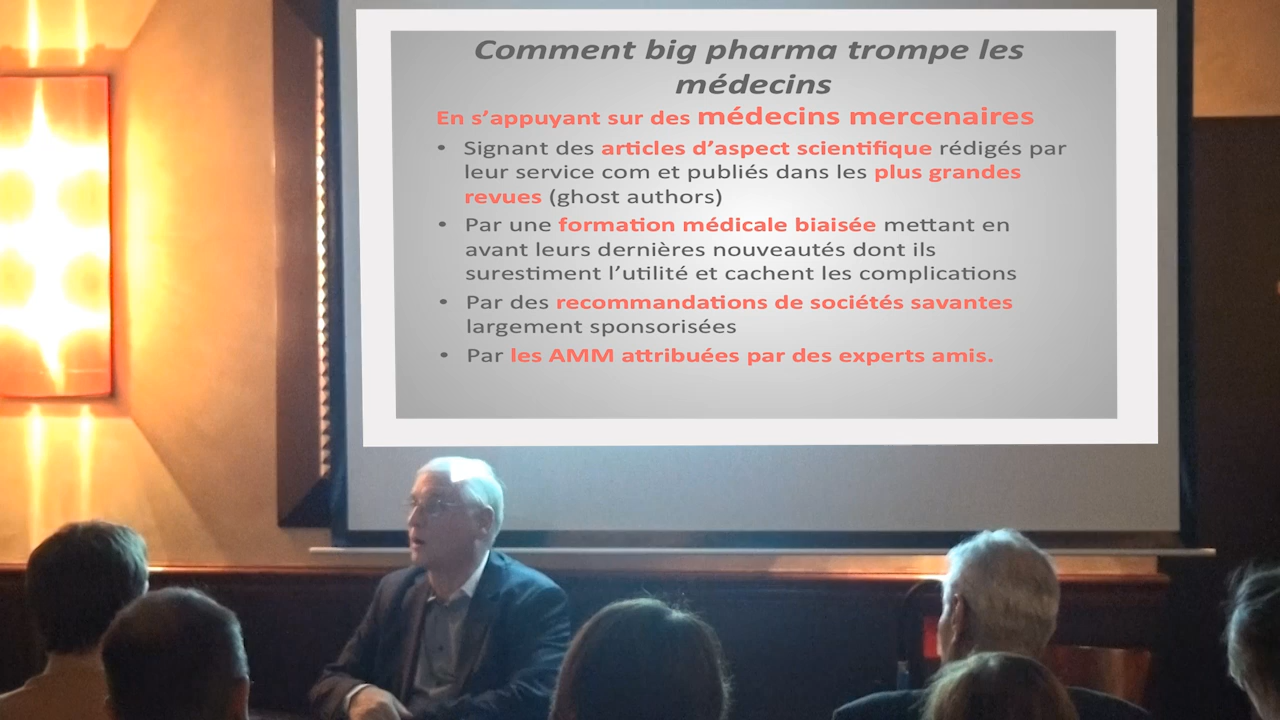 Comment big pharma trompe les
médecins
En s'appuyant sur des médecins mercenaires
• Signant des articles d'aspect scientifique rédigés par
leur service com et publiés dans les plus grandes
revues (ghost authors)
• Par une formation médicale biaisée mettant en
avant leurs dernières nouveautés dont ils
surestiment l'utilité et cachent les complications
• Par des recommandations de sociétés savantes
largement sponsorisées
• Par les AMM attribuées par des experts amis.